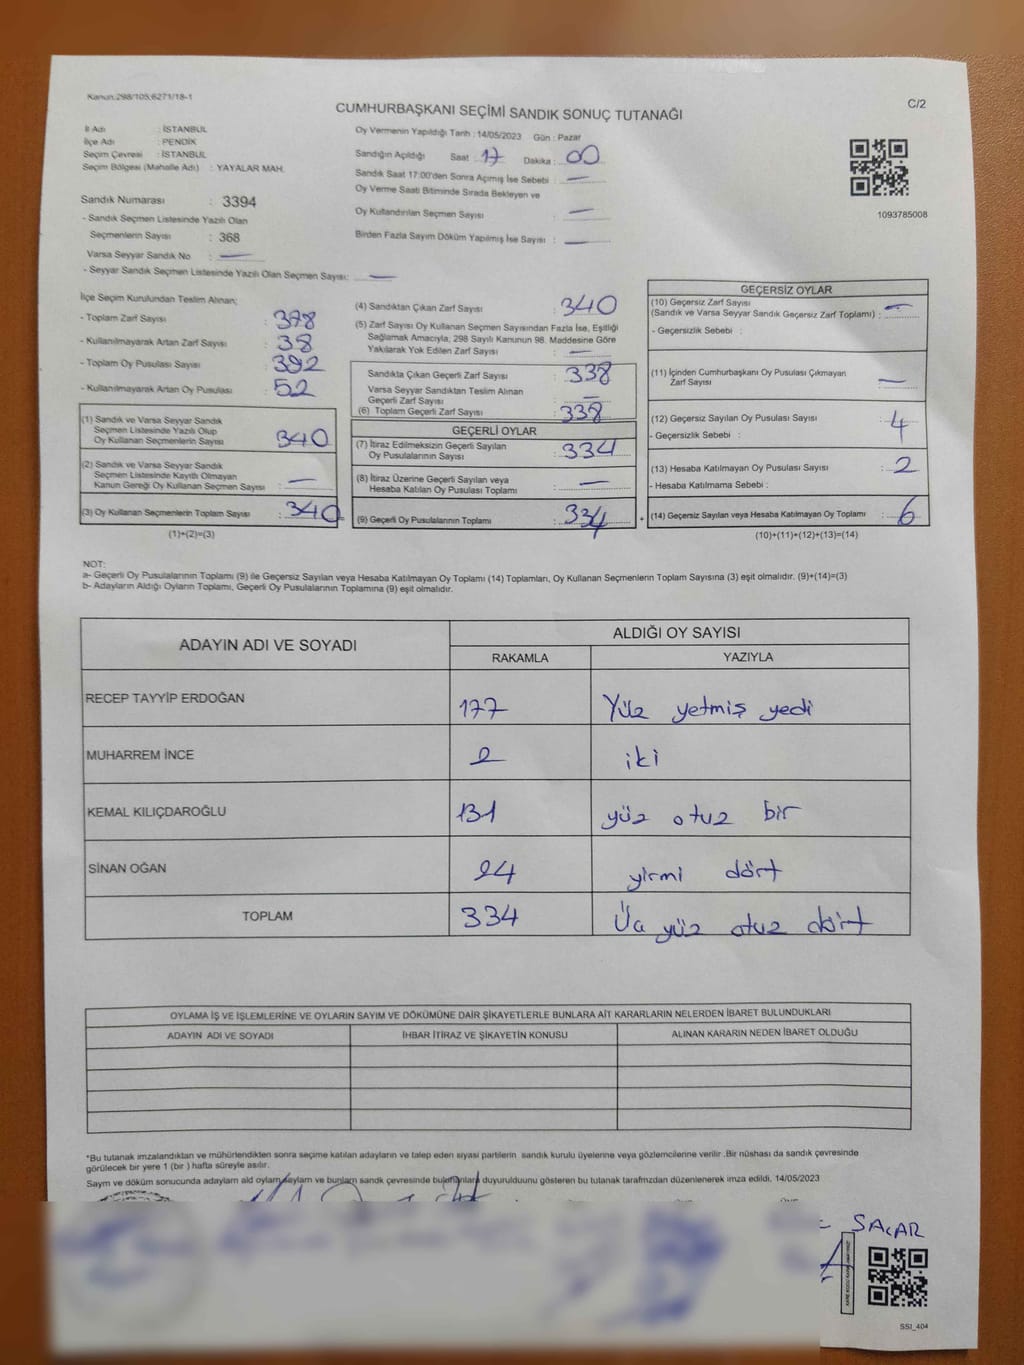 Kanun:298/105;6271/18-1
C/2
CUMHURBAŞKANI SEÇİMİ SANDIK SONUÇ TUTANAĞI
İl Adı : İSTANBUL
İlçe Adı : PENDİK
Seçim Çevresi : İSTANBUL
Seçim Bölgesi (Mahalle Adı) : YAYALAR MAH.
Sandık Numarası : 3394
- Sandık Seçmen Listesinde Yazılı Olan
Seçmenlerin Sayısı : 368
Varsa Seyyar Sandık No : —
- Seyyar Sandık Seçmen Listesinde Yazılı Olan Seçmen Sayısı: —
Oy Vermenin Yapıldığı Tarih : 14/05/2023 Gün : Pazar
Sandığın Açıldığı Saat : 17 Dakika : 00
Sandık Saat 17:00'den Sonra Açımış İse Sebebi : —
Oy Verme Saati Bitiminde Sırada Bekleyen ve
Oy Kullandırılan Seçmen Sayısı : —
Birden Fazla Sayım Döküm Yapılmış İse Sayısı : —
1093785008
İlçe Seçim Kurulundan Teslim Alınan;
- Toplam Zarf Sayısı : 378
- Kullanılmayarak Artan Zarf Sayısı : 38
- Toplam Oy Pusulası Sayısı : 392
- Kullanılmayarak Artan Oy Pusulası : 52
(1) Sandık ve Varsa Seyyar Sandık
Seçmen Listesinde Yazılı Olup
Oy Kullanan Seçmenlerin Sayısı : 340
(2) Sandık ve Varsa Seyyar Sandık
Seçmen Listesinde Kayıtlı Olmayan
Kanun Gereği Oy Kullanan Seçmen Sayısı : —
(3) Oy Kullanan Seçmenlerin Toplam Sayısı : 340
(1)+(2)=(3)
(4) Sandıktan Çıkan Zarf Sayısı : 340
(5) Zarf Sayısı Oy Kullanan Seçmen Sayısından Fazla İse, Eşitliği
Sağlamak Amacıyla, 298 Sayılı Kanunun 98. Maddesine Göre
Yakılarak Yok Edilen Zarf Sayısı : —
Sandıkta Çıkan Geçerli Zarf Sayısı : 338
Varsa Seyyar Sandıktan Teslim Alınan
Geçerli Zarf Sayısı : —
(6) Toplam Geçerli Zarf Sayısı : 338
GEÇERLİ OYLAR
(7) İtiraz Edilmeksizin Geçerli Sayılan
Oy Pusulalarının Sayısı : 334
(8) İtiraz Üzerine Geçerli Sayılan veya
Hesaba Katılan Oy Pusulası Toplamı : —
(9) Geçerli Oy Pusulalarının Toplamı : 334
+
GEÇERSİZ OYLAR
(10) Geçersiz Zarf Sayısı
(Sandık ve Varsa Seyyar Sandık Geçersiz Zarf Toplamı) : —
- Geçersizlik Sebebi :
(11) İçinden Cumhurbaşkanı Oy Pusulası Çıkmayan
Zarf Sayısı : —
(12) Geçersiz Sayılan Oy Pusulası Sayısı : 4
- Geçersizlik Sebebi :
(13) Hesaba Katılmayan Oy Pusulası Sayısı : 2
- Hesaba Katılmama Sebebi :
(14) Geçersiz Sayılan veya Hesaba Katılmayan Oy Toplamı : 6
(10)+(11)+(12)+(13)=(14)
NOT:
a- Geçerli Oy Pusulalarının Toplamı (9) ile Geçersiz Sayılan veya Hesaba Katılmayan Oy Toplamı (14) Toplamları, Oy Kullanan Seçmenlerin Toplam Sayısına (3) eşit olmalıdır. (9)+(14)=(3)
b- Adayların Aldığı Oyların Toplamı, Geçerli Oy Pusulalarının Toplamına (9) eşit olmalıdır.
ADAYIN ADI VE SOYADI
ALDIĞI OY SAYISI
RAKAMLA YAZIYLA
RECEP TAYYİP ERDOĞAN 177 Yüz yetmiş yedi
MUHARREM İNCE 2 iki
KEMAL KILIÇDAROĞLU 131 yüz otuz bir
SİNAN OĞAN 24 yirmi dört
TOPLAM 334 Üç yüz otuz dört
OYLAMA İŞ VE İŞLEMLERİNE VE OYLARIN SAYIM VE DÖKÜMÜNE DAİR ŞİKAYETLERLE BUNLARA AİT KARARLARIN NELERDEN İBARET BULUNDUKLARI
ADAYIN ADI VE SOYADI İHBAR İTİRAZ VE ŞİKAYETİN KONUSU ALINAN KARARIN NEDEN İBARET OLDUĞU
*Bu tutanak imzalandıktan ve mühürlendikten sonra seçime katılan adayların ve talep eden siyasi partilerin sandık kurulu üyelerine veya gözlemcilerine verilir .Bir nüshası da sandık çevresinde
görülecek bir yere 1 (bir ) hafta süreyle asılır.
Sayım ve döküm sonucunda adayların ald oyların saylam ve bunların sandık çevresinde bulunanlara duyurulduunu gösteren bu tutanak tarafmzdan düzenlenerek imza edildi, 14/05/2023
SAÇAR
SSI_404